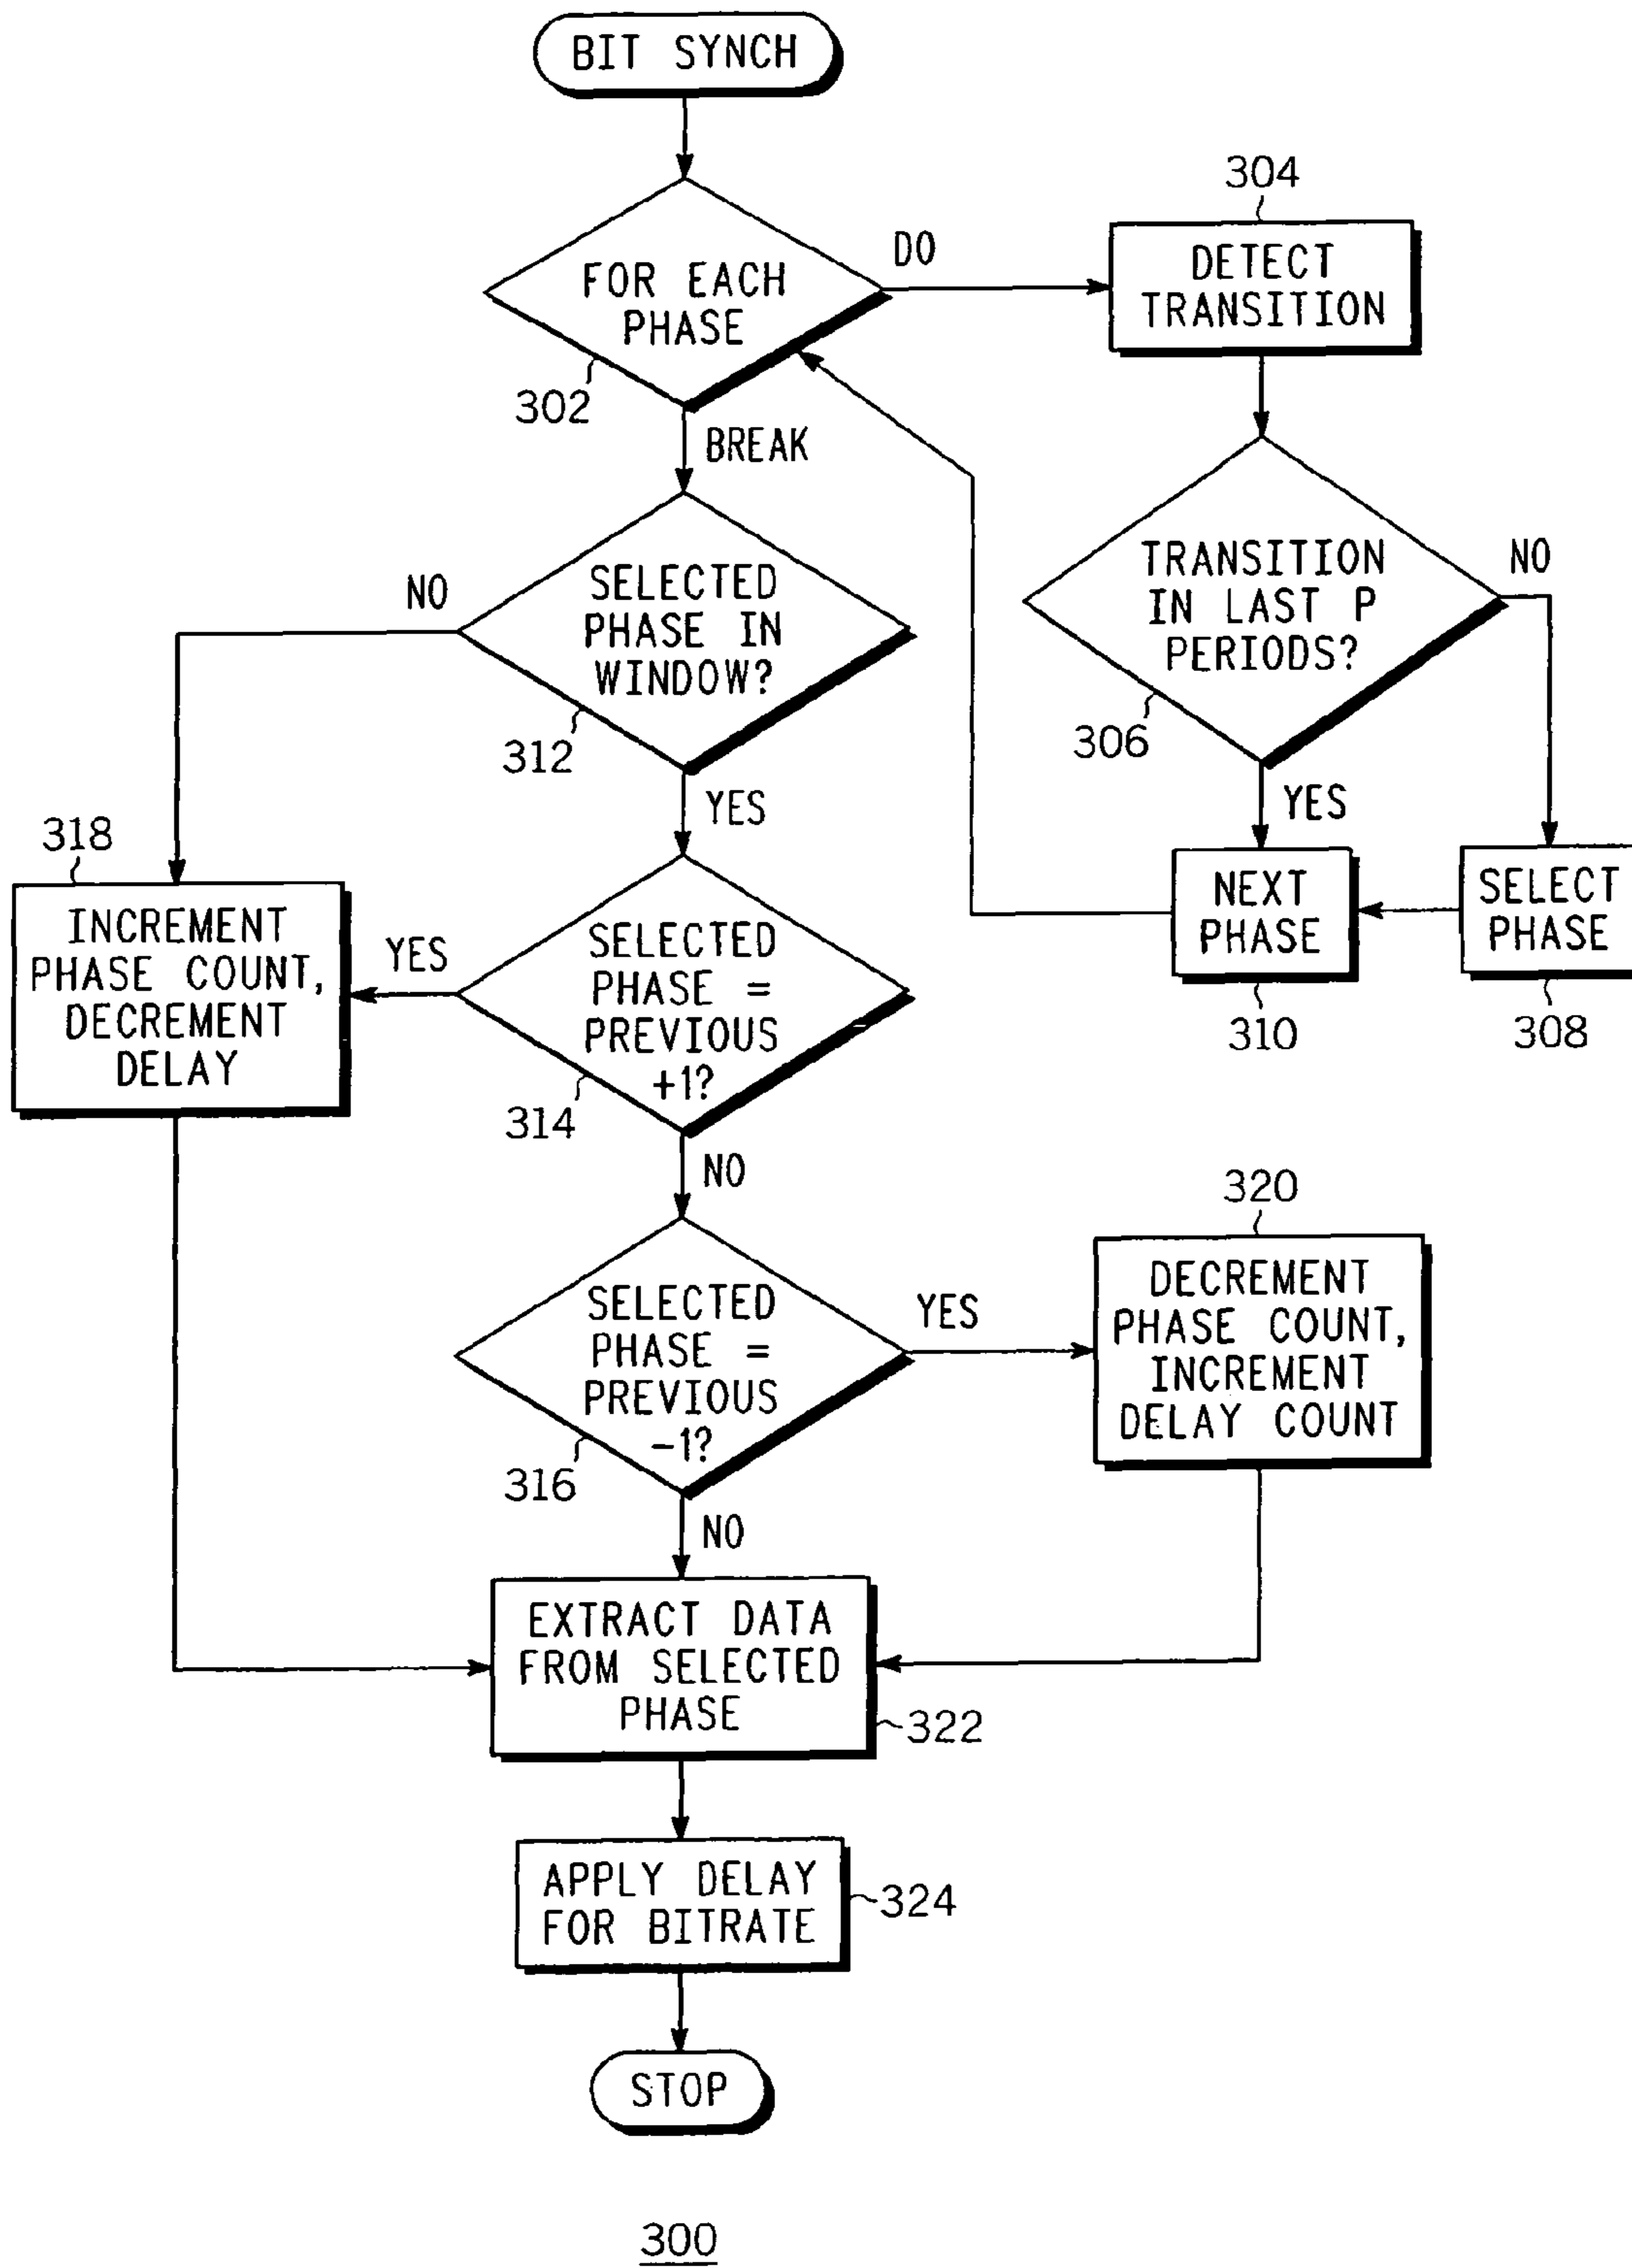 BIT SYNCH
304
DO
DETECT
TRANSITION
FOR EACH
PHASE
302
BREAK
TRANSITION
IN LAST P
PERIODS?
NO
306
YES
SELECTED
PHASE IN
WINDOW?
NO
312
YES
NEXT
PHASE
310
SELECT
PHASE
308
318
INCREMENT
PHASE COUNT,
DECREMENT
DELAY
YES
SELECTED
PHASE =
PREVIOUS
+1?
314
NO
320
DECREMENT
PHASE COUNT,
INCREMENT
DELAY COUNT
YES
SELECTED
PHASE =
PREVIOUS
-1?
316
NO
EXTRACT DATA
FROM SELECTED
PHASE
322
APPLY DELAY
FOR BITRATE
324
STOP
300